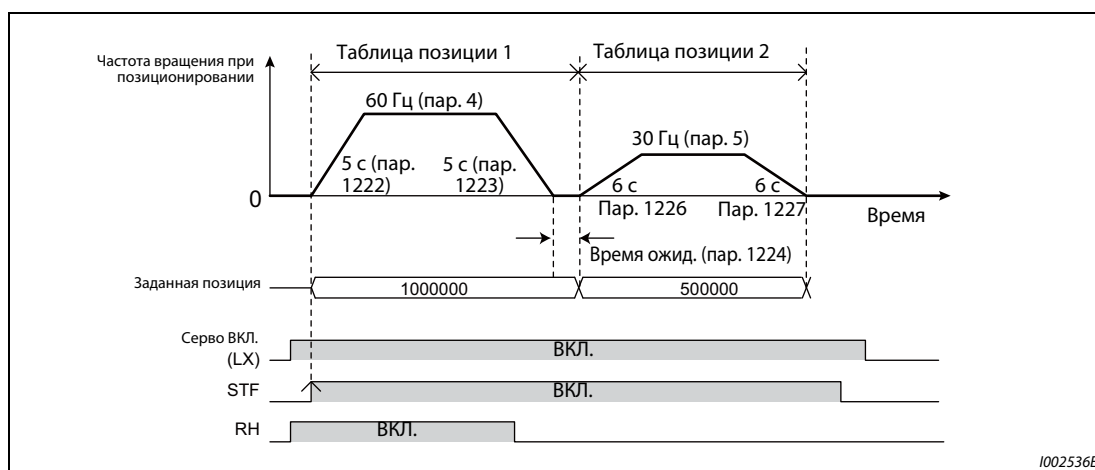 Таблица позиции 1
Таблица позиции 2
Частота вращения при
позиционировании
60 Гц (пар. 4)
30 Гц (пар. 5)
5 с (пар.
1222)
5 с (пар.
1223)
6 с
Пар. 1226
6 с
Пар. 1227
0
Время
Время ожид. (пар. 1224)
Заданная позиция
1000000
500000
Серво ВКЛ.
(LX)
ВКЛ.
STF
ВКЛ.
RH
ВКЛ.
I002536E